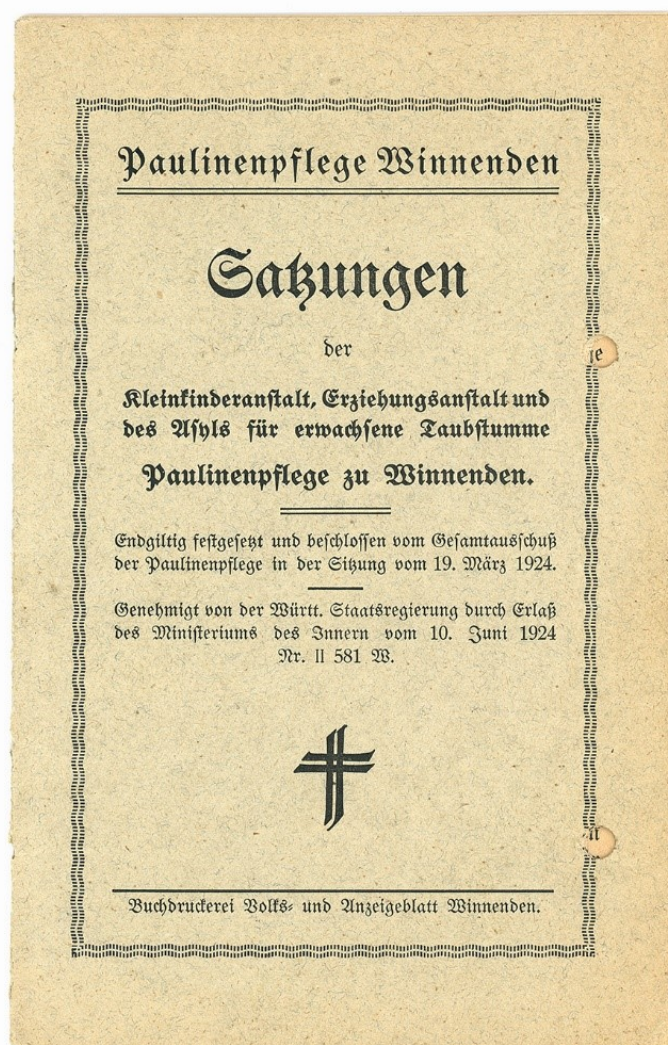 Paulinenpflege Winnenden
Satzungen
der
Kleinkinderanstalt, Erziehungsanstalt und
des Asyls für erwachsene Taubstumme
Paulinenpflege zu Winnenden.
Endgiltig festgesetzt und beschlossen vom Gesamtausschuß
der Paulinenpflege in der Sitzung vom 19. März 1924.
Genehmigt von der Württ. Staatsregierung durch Erlaß
des Ministeriums des Innern vom 10. Juni 1924
Nr. II 581 W.
Buchdruckerei Volks- und Anzeigeblatt Winnenden.